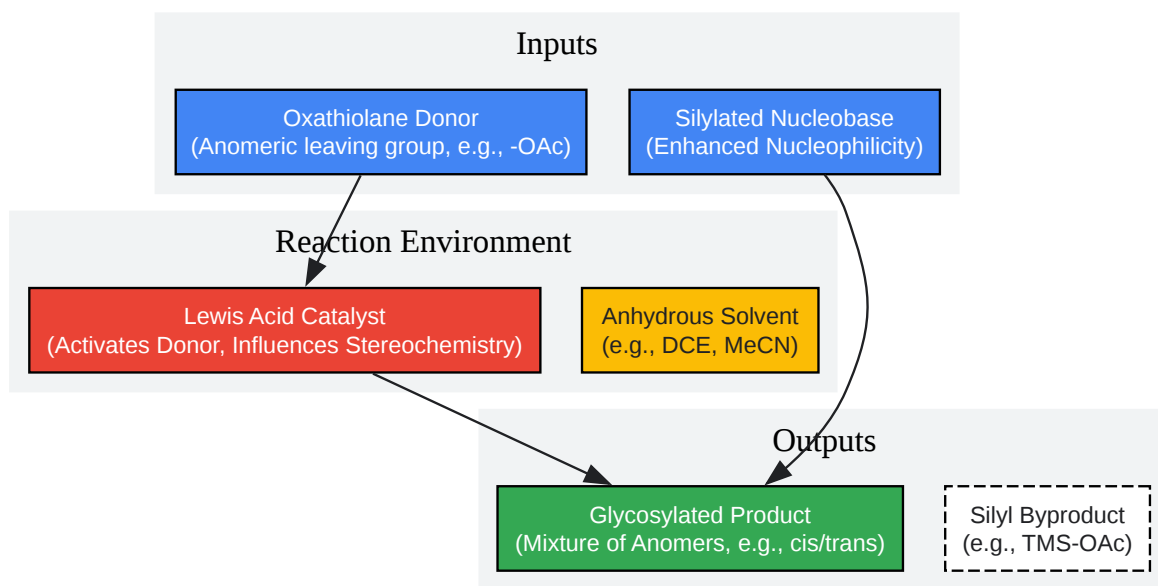 Inputs
Oxathiolane Donor
(Anomeric leaving group, e.g., -OAc)
Silylated Nucleobase
(Enhanced Nucleophilicity)
Reaction Environment
Lewis Acid Catalyst
(Activates Donor, Influences Stereochemistry)
Anhydrous Solvent
(e.g., DCE, MeCN)
Outputs
Glycosylated Product
(Mixture of Anomers, e.g., cis/trans)
Silyl Byproduct
(e.g., TMS-OAc)